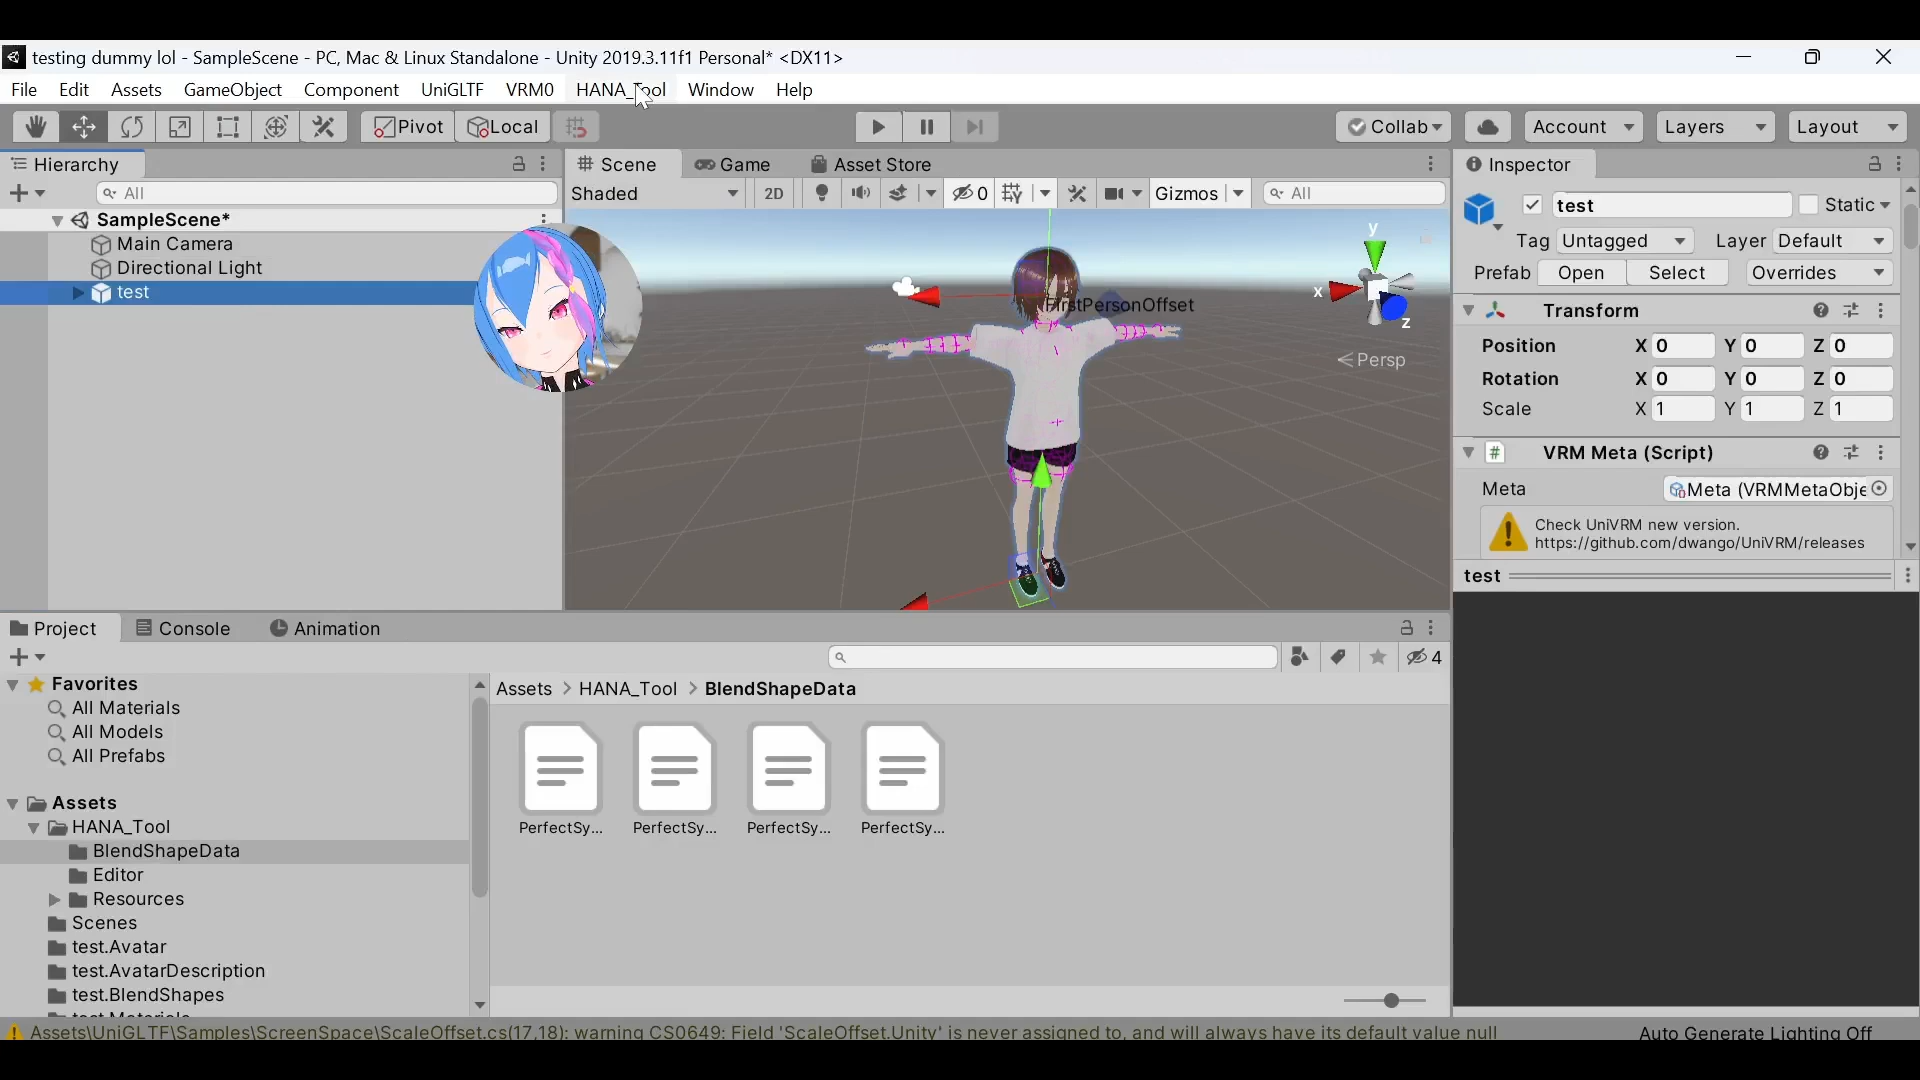 testing dummy lol - SampleScene - PC, Mac & Linux Standalone - Unity 2019.3.11f1 Personal* <DX11>
File Edit Assets GameObject Component UniGLTF VRM0 HANA_Tool Window Help
Pivot Local Collab Account Layers Layout
Hierarchy
All
SampleScene*
Main Camera
Directional Light
test
Scene Game Asset Store
Shaded 2D 0 Gizmos All
y
x
z
Persp
FirstPersonOffset
Inspector
test Static
Tag Untagged Layer Default
Prefab Open Select Overrides
Transform
Position X 0 Y 0 Z 0
Rotation X 0 Y 0 Z 0
Scale X 1 Y 1 Z 1
# VRM Meta (Script)
Meta Meta (VRMMetaObje
Check UniVRM new version.
https://github.com/dwango/UniVRM/releases
test
Project Console Animation
4
Favorites
All Materials
All Models
All Prefabs
Assets
HANA_Tool
BlendShapeData
Editor
Resources
Scenes
test.Avatar
test.AvatarDescription
test.BlendShapes
test.Materials
Assets > HANA_Tool > BlendShapeData
PerfectSy... PerfectSy... PerfectSy... PerfectSy...
Assets\UniGLTF\Samples\ScreenSpace\ScaleOffset.cs(17,18): warning CS0649: Field 'ScaleOffset.Unity' is never assigned to, and will always have its default value null
Auto Generate Lighting Off